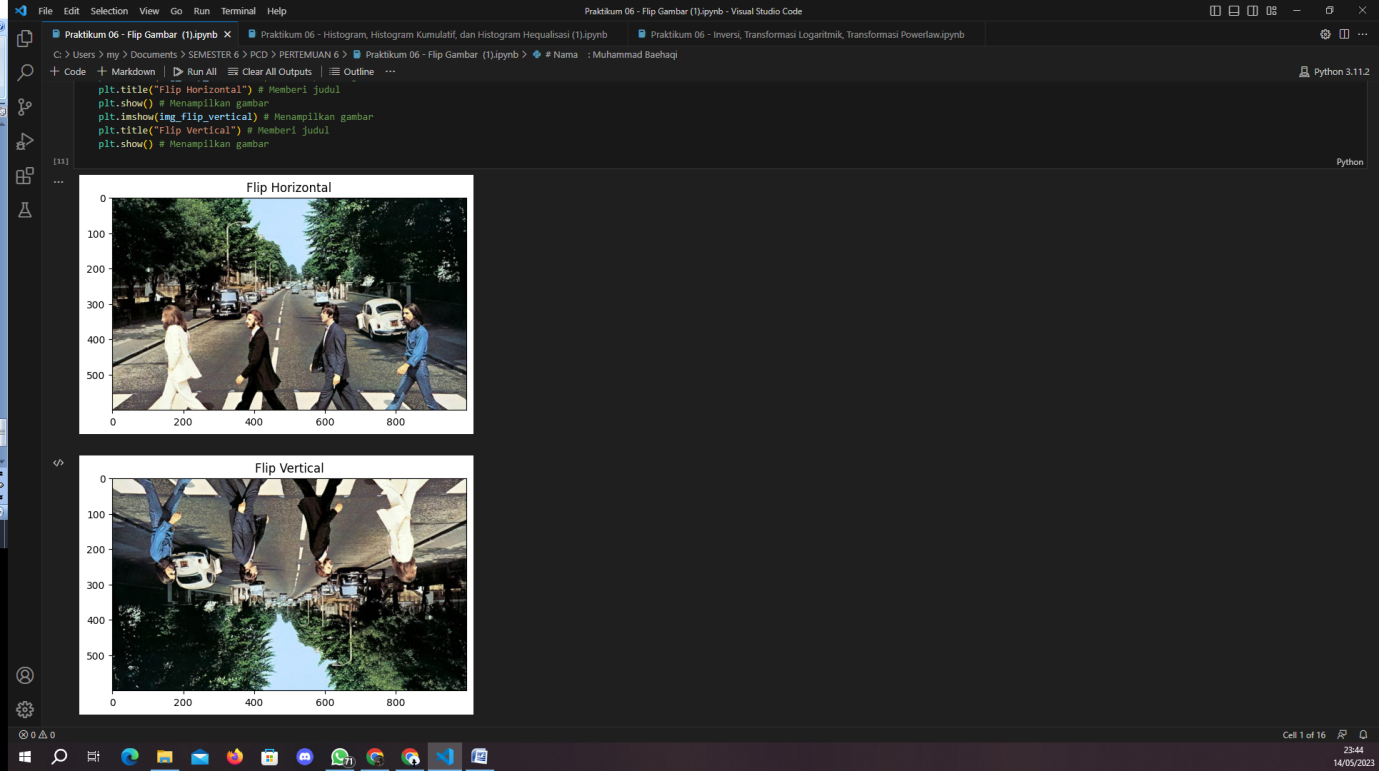 File Edit Selection View Go Run Terminal Help
Praktikum 06 - Flip Gambar (1).ipynb - Visual Studio Code
Praktikum 06 - Flip Gambar (1).ipynb
Praktikum 06 - Histogram, Histogram Kumulatif, dan Histogram Hequalisasi (1).ipynb
Praktikum 06 - Inversi, Transformasi Logaritmik, Transformasi Powerlaw.ipynb
C: > Users > my > Documents > SEMESTER 6 > PCD > PERTEMUAN 6 > Praktikum 06 - Flip Gambar (1).ipynb > # Nama : Muhammad Baehaqi
+ Code + Markdown Run All Clear All Outputs Outline ...
Python 3.11.2
plt.title("Flip Horizontal") # Memberi judul
plt.show() # Menampilkan gambar
plt.imshow(img_flip_vertical) # Menampilkan gambar
plt.title("Flip Vertical") # Memberi judul
plt.show() # Menampilkan gambar
[11]
Python
...
Flip Horizontal
0
100
200
300
400
500
0 200 400 600 800
Flip Vertical
0
100
200
300
400
500
0 200 400 600 800
0 0
Cell 1 of 16
71
23:44
14/05/2023